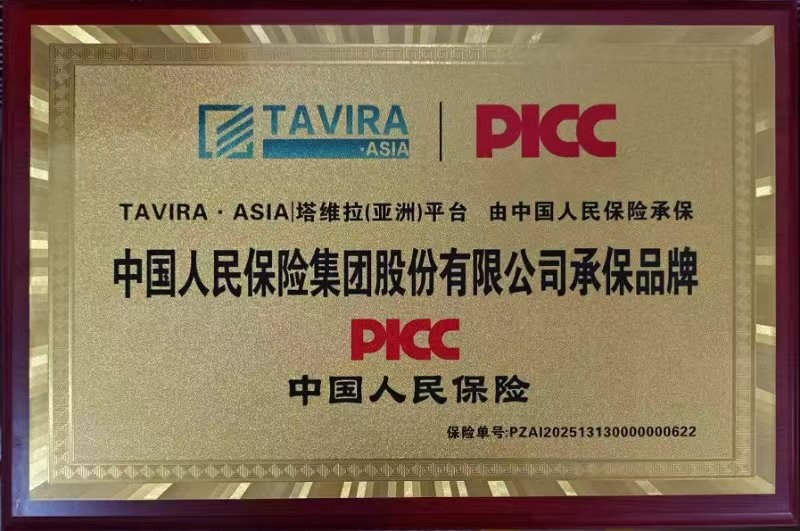 TAVIRA
·ASIA
PICC
TAVIRA·ASIA|塔维拉(亚洲)平台 由中国人民保险承保
中国人民保险集团股份有限公司承保品牌
PICC
中国人民保险
保险单号:PZAI202513130000000622